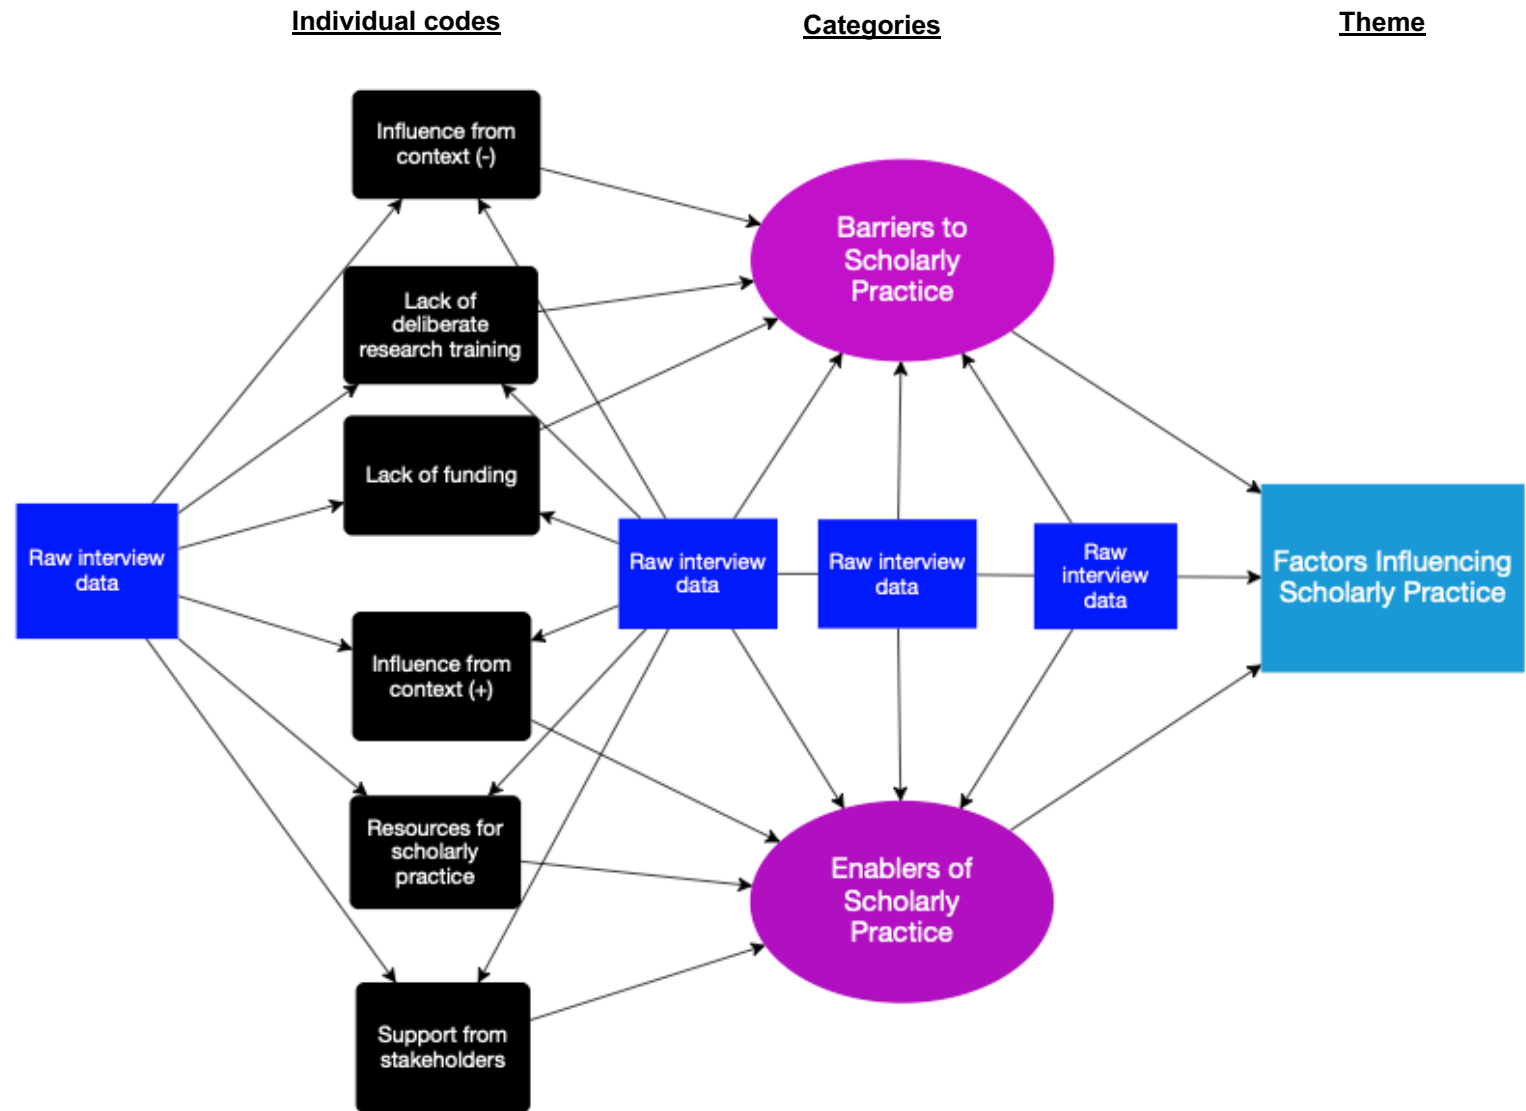 Individual codes
Categories
Theme
Influence from
context (-)
Lack of
deliberate
research training
Lack of funding
Influence from
context (+)
Resources for
scholarly
practice
Support from
stakeholders
Raw interview
data
Raw interview
data
Raw interview
data
Raw
interview
data
Barriers to
Scholarly
Practice
Enablers of
Scholarly
Practice
Factors Influencing
Scholarly Practice